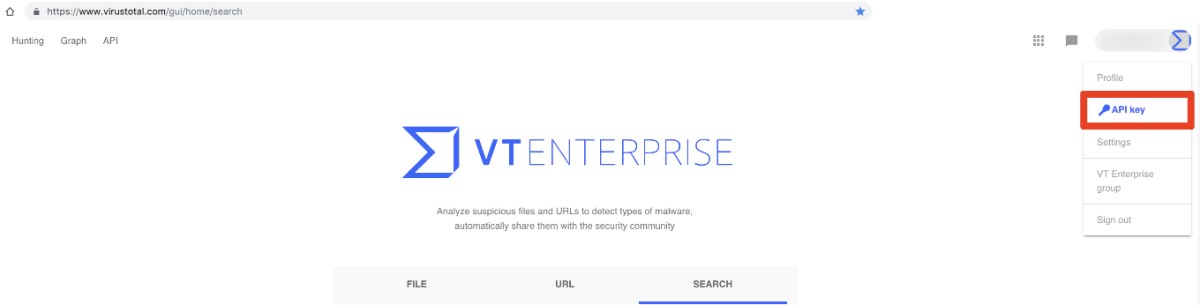 https://www.virustotal.com/gui/home/search
Hunting Graph API
Profile
API key
Settings
VT Enterprise
group
Sign out
VTENTERPRISE
Analyze suspicious files and URLs to detect types of malware,
automatically share them with the security community
FILE URL SEARCH